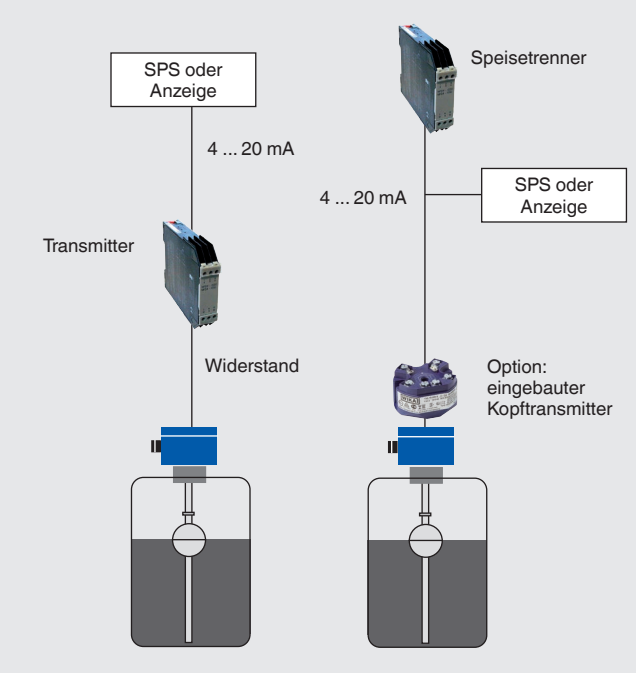 SPS oder
Anzeige
4 ... 20 mA
Transmitter
Widerstand
Speisetrenner
4 ... 20 mA
SPS oder
Anzeige
Option:
eingebauter
Kopftransmitter